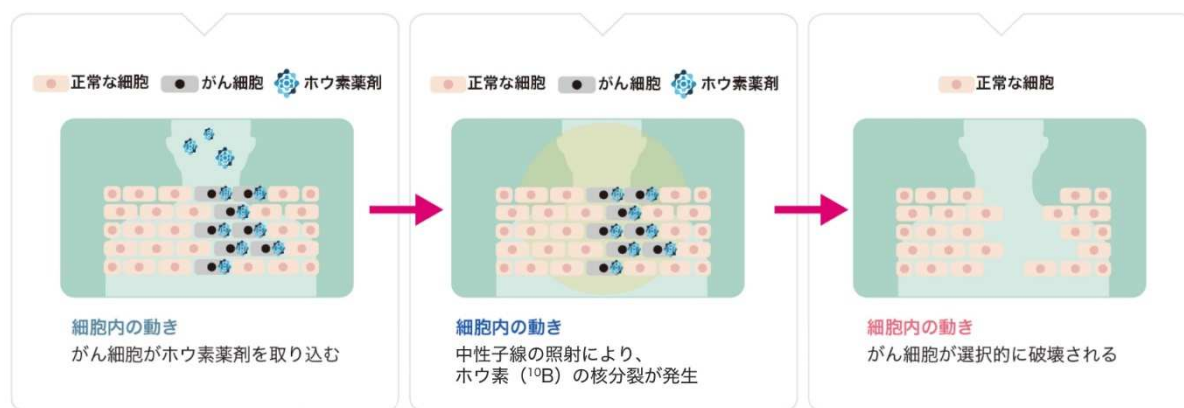 正常な細胞 がん細胞 ホウ素薬剤
細胞内の動き
がん細胞がホウ素薬剤を取り込む
正常な細胞 がん細胞 ホウ素薬剤
細胞内の動き
中性子線の照射により、
ホウ素（¹⁰B）の核分裂が発生
正常な細胞
細胞内の動き
がん細胞が選択的に破壊される